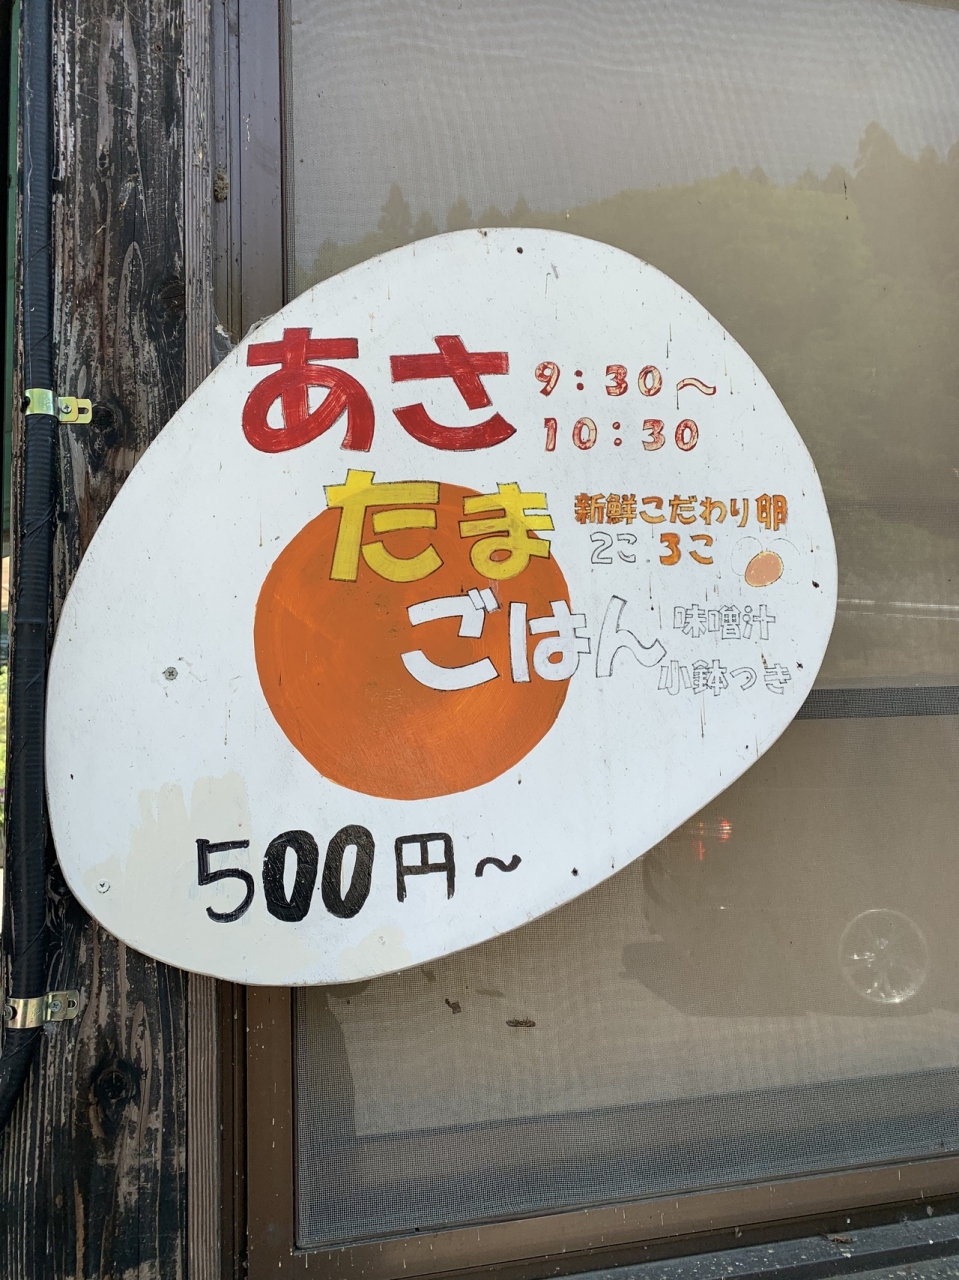 あさ
9：30〜
10：30
たま
新鮮こだわり卵
2こ 3こ
ごはん
味噌汁
小鉢つき
500円〜